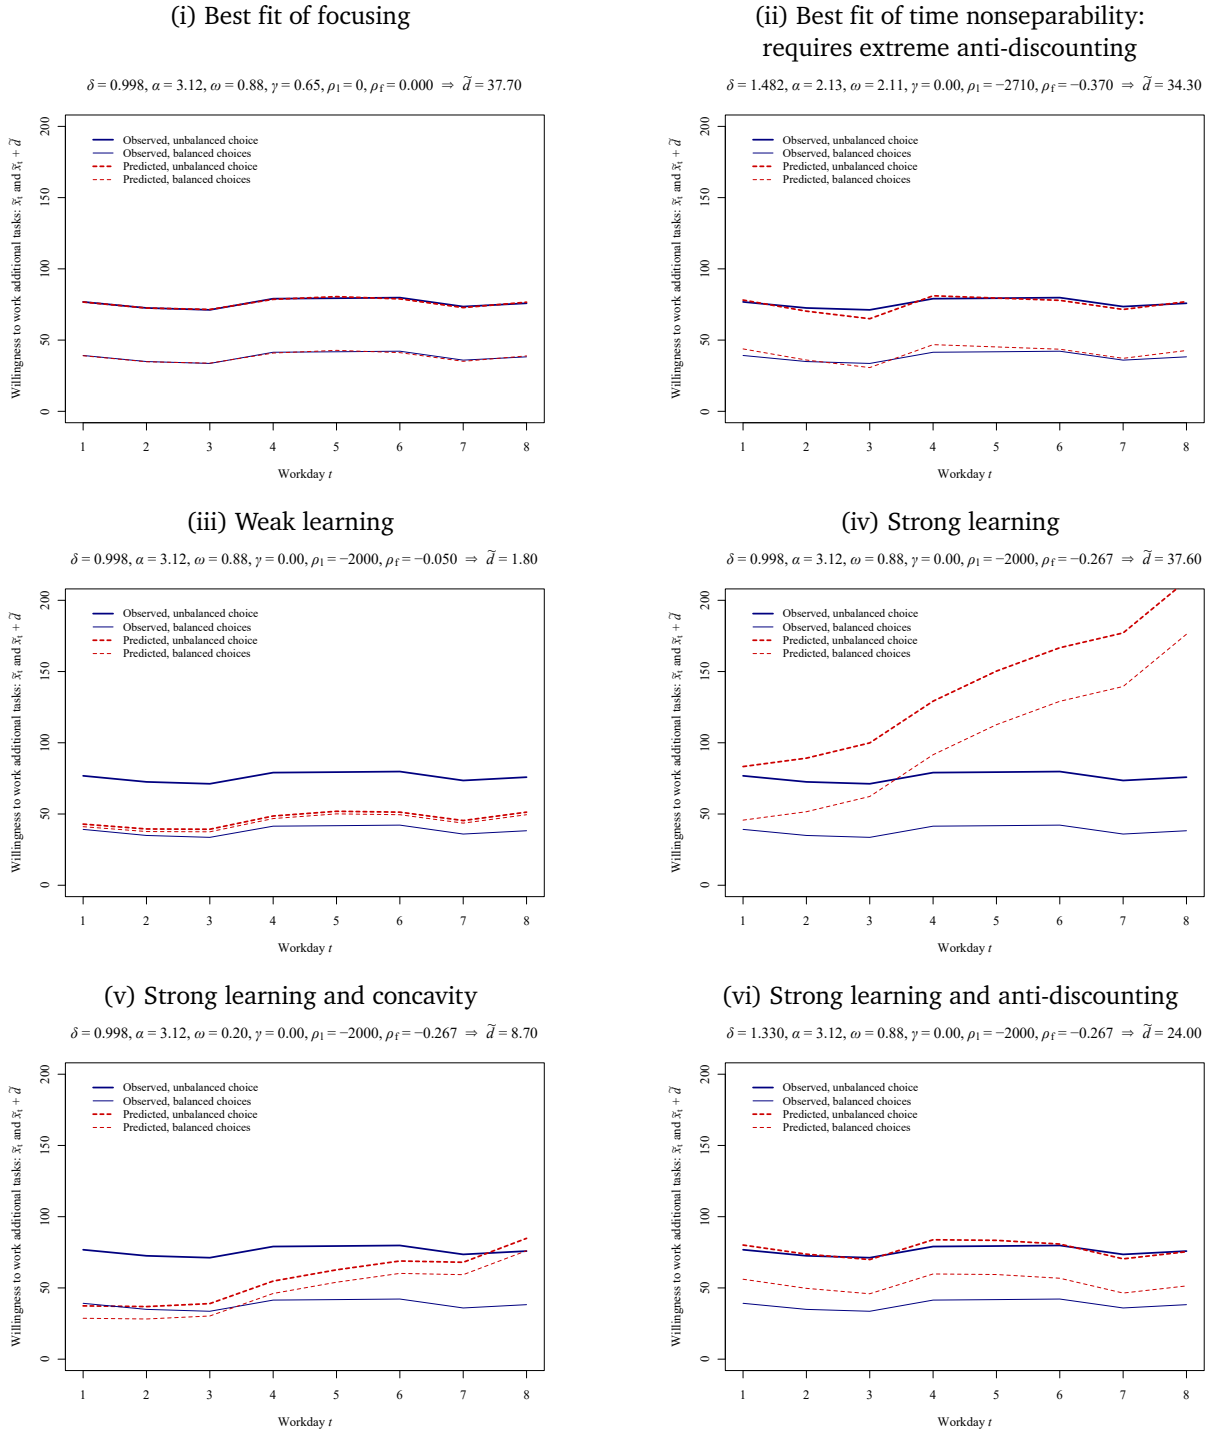 (i) Best fit of focusing
δ = 0.998, α = 3.12, ω = 0.88, γ = 0.65, ρl = 0, ρf = 0.000 ⇒ d̃ = 37.70
Willingness to work additional tasks: x̃t and x̃t + d̃
200
150
100
50
0
Observed, unbalanced choice
Observed, balanced choices
Predicted, unbalanced choice
Predicted, balanced choices
1 2 3 4 5 6 7 8
Workday t
(ii) Best fit of time nonseparability:
requires extreme anti-discounting
δ = 1.482, α = 2.13, ω = 2.11, γ = 0.00, ρl = −2710, ρf = −0.370 ⇒ d̃ = 34.30
Willingness to work additional tasks: x̃t and x̃t + d̃
200
150
100
50
0
Observed, unbalanced choice
Observed, balanced choices
Predicted, unbalanced choice
Predicted, balanced choices
1 2 3 4 5 6 7 8
Workday t
(iii) Weak learning
δ = 0.998, α = 3.12, ω = 0.88, γ = 0.00, ρl = −2000, ρf = −0.050 ⇒ d̃ = 1.80
Willingness to work additional tasks: x̃t and x̃t + d̃
200
150
100
50
0
Observed, unbalanced choice
Observed, balanced choices
Predicted, unbalanced choice
Predicted, balanced choices
1 2 3 4 5 6 7 8
Workday t
(iv) Strong learning
δ = 0.998, α = 3.12, ω = 0.88, γ = 0.00, ρl = −2000, ρf = −0.267 ⇒ d̃ = 37.60
Willingness to work additional tasks: x̃t and x̃t + d̃
200
150
100
50
0
Observed, unbalanced choice
Observed, balanced choices
Predicted, unbalanced choice
Predicted, balanced choices
1 2 3 4 5 6 7 8
Workday t
(v) Strong learning and concavity
δ = 0.998, α = 3.12, ω = 0.20, γ = 0.00, ρl = −2000, ρf = −0.267 ⇒ d̃ = 8.70
Willingness to work additional tasks: x̃t and x̃t + d̃
200
150
100
50
0
Observed, unbalanced choice
Observed, balanced choices
Predicted, unbalanced choice
Predicted, balanced choices
1 2 3 4 5 6 7 8
Workday t
(vi) Strong learning and anti-discounting
δ = 1.330, α = 3.12, ω = 0.88, γ = 0.00, ρl = −2000, ρf = −0.267 ⇒ d̃ = 24.00
Willingness to work additional tasks: x̃t and x̃t + d̃
200
150
100
50
0
Observed, unbalanced choice
Observed, balanced choices
Predicted, unbalanced choice
Predicted, balanced choices
1 2 3 4 5 6 7 8
Workday t